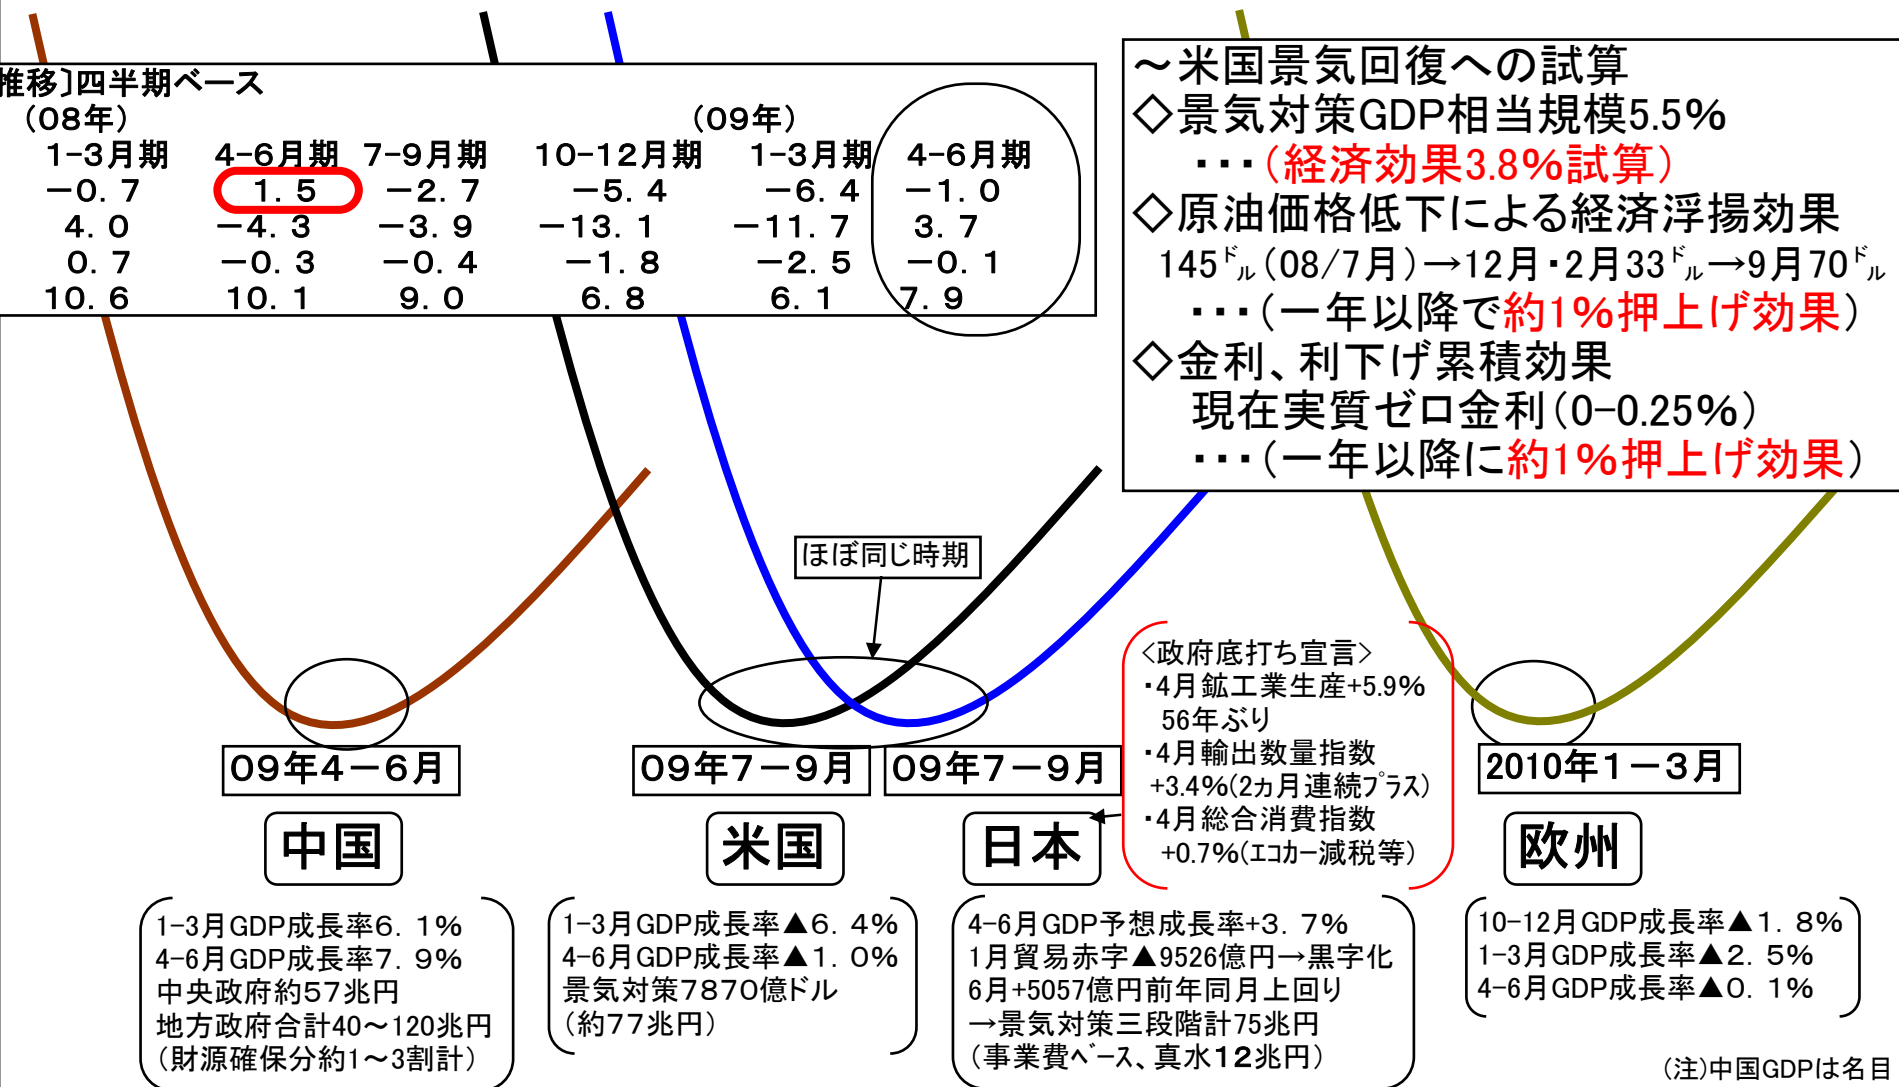 推移］四半期ベース
（08年） （09年）
1-3月期 4-6月期 7-9月期 10-12月期 1-3月期 4-6月期
－0．7 1．5 －2．7 －5．4 －6．4 －1．0
4．0 －4．3 －3．9 －13．1 －11．7 3．7
0．7 －0．3 －0．4 －1．8 －2．5 －0．1
10．6 10．1 9．0 6．8 6．1 7．9
～米国景気回復への試算
◇景気対策GDP相当規模5.5%
・・・（経済効果3.8%試算）
◇原油価格低下による経済浮揚効果
145㌦（08/7月）→12月・2月33㌦→9月70㌦
・・・（一年以降で約1%押上げ効果）
◇金利、利下げ累積効果
現在実質ゼロ金利（0-0.25%）
・・・（一年以降に約1%押上げ効果）
ほぼ同じ時期
<政府底打ち宣言>
・4月鉱工業生産+5.9%
56年ぶり
・4月輸出数量指数
+3.4%(2ヵ月連続ﾌﾟﾗｽ)
・4月総合消費指数
+0.7%(ｴｺｶｰ減税等)
09年4－6月
09年7－9月
09年7－9月
2010年1－3月
中国
米国
日本
欧州
1-3月GDP成長率6．1%
4-6月GDP成長率7．9%
中央政府約57兆円
地方政府合計40～120兆円
（財源確保分約1～3割計）
1-3月GDP成長率▲6．4%
4-6月GDP成長率▲1．0%
景気対策7870億ドル
（約77兆円）
4-6月GDP予想成長率+3．7%
1月貿易赤字▲9526億円→黒字化
6月+5057億円前年同月上回り
→景気対策三段階計75兆円
（事業費ﾍﾞｰｽ、真水12兆円）
10-12月GDP成長率▲1．8%
1-3月GDP成長率▲2．5%
4-6月GDP成長率▲0．1%
（注）中国GDPは名目